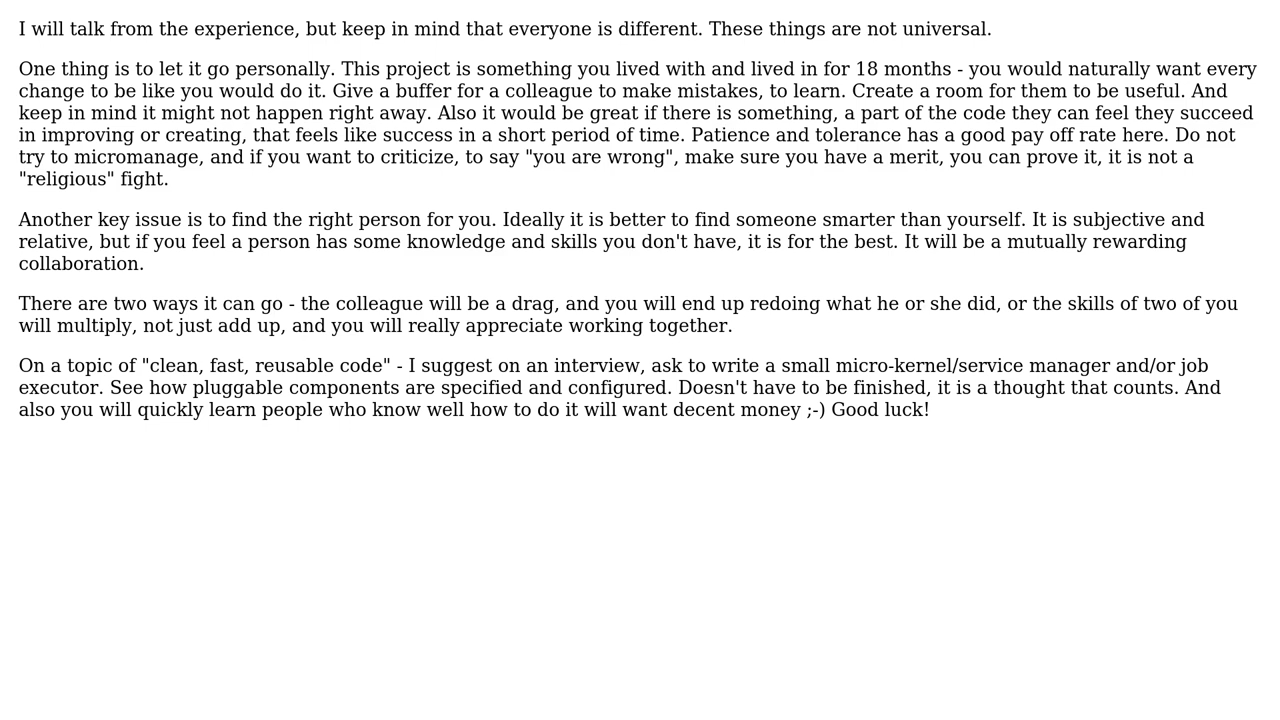 I will talk from the experience, but keep in mind that everyone is different. These things are not universal.
One thing is to let it go personally. This project is something you lived with and lived in for 18 months - you would naturally want every
change to be like you would do it. Give a buffer for a colleague to make mistakes, to learn. Create a room for them to be useful. And
keep in mind it might not happen right away. Also it would be great if there is something, a part of the code they can feel they succeed
in improving or creating, that feels like success in a short period of time. Patience and tolerance has a good pay off rate here. Do not
try to micromanage, and if you want to criticize, to say "you are wrong", make sure you have a merit, you can prove it, it is not a
"religious" fight.
Another key issue is to find the right person for you. Ideally it is better to find someone smarter than yourself. It is subjective and
relative, but if you feel a person has some knowledge and skills you don't have, it is for the best. It will be a mutually rewarding
collaboration.
There are two ways it can go - the colleague will be a drag, and you will end up redoing what he or she did, or the skills of two of you
will multiply, not just add up, and you will really appreciate working together.
On a topic of "clean, fast, reusable code" - I suggest on an interview, ask to write a small micro-kernel/service manager and/or job
executor. See how pluggable components are specified and configured. Doesn't have to be finished, it is a thought that counts. And
also you will quickly learn people who know well how to do it will want decent money ;-) Good luck!